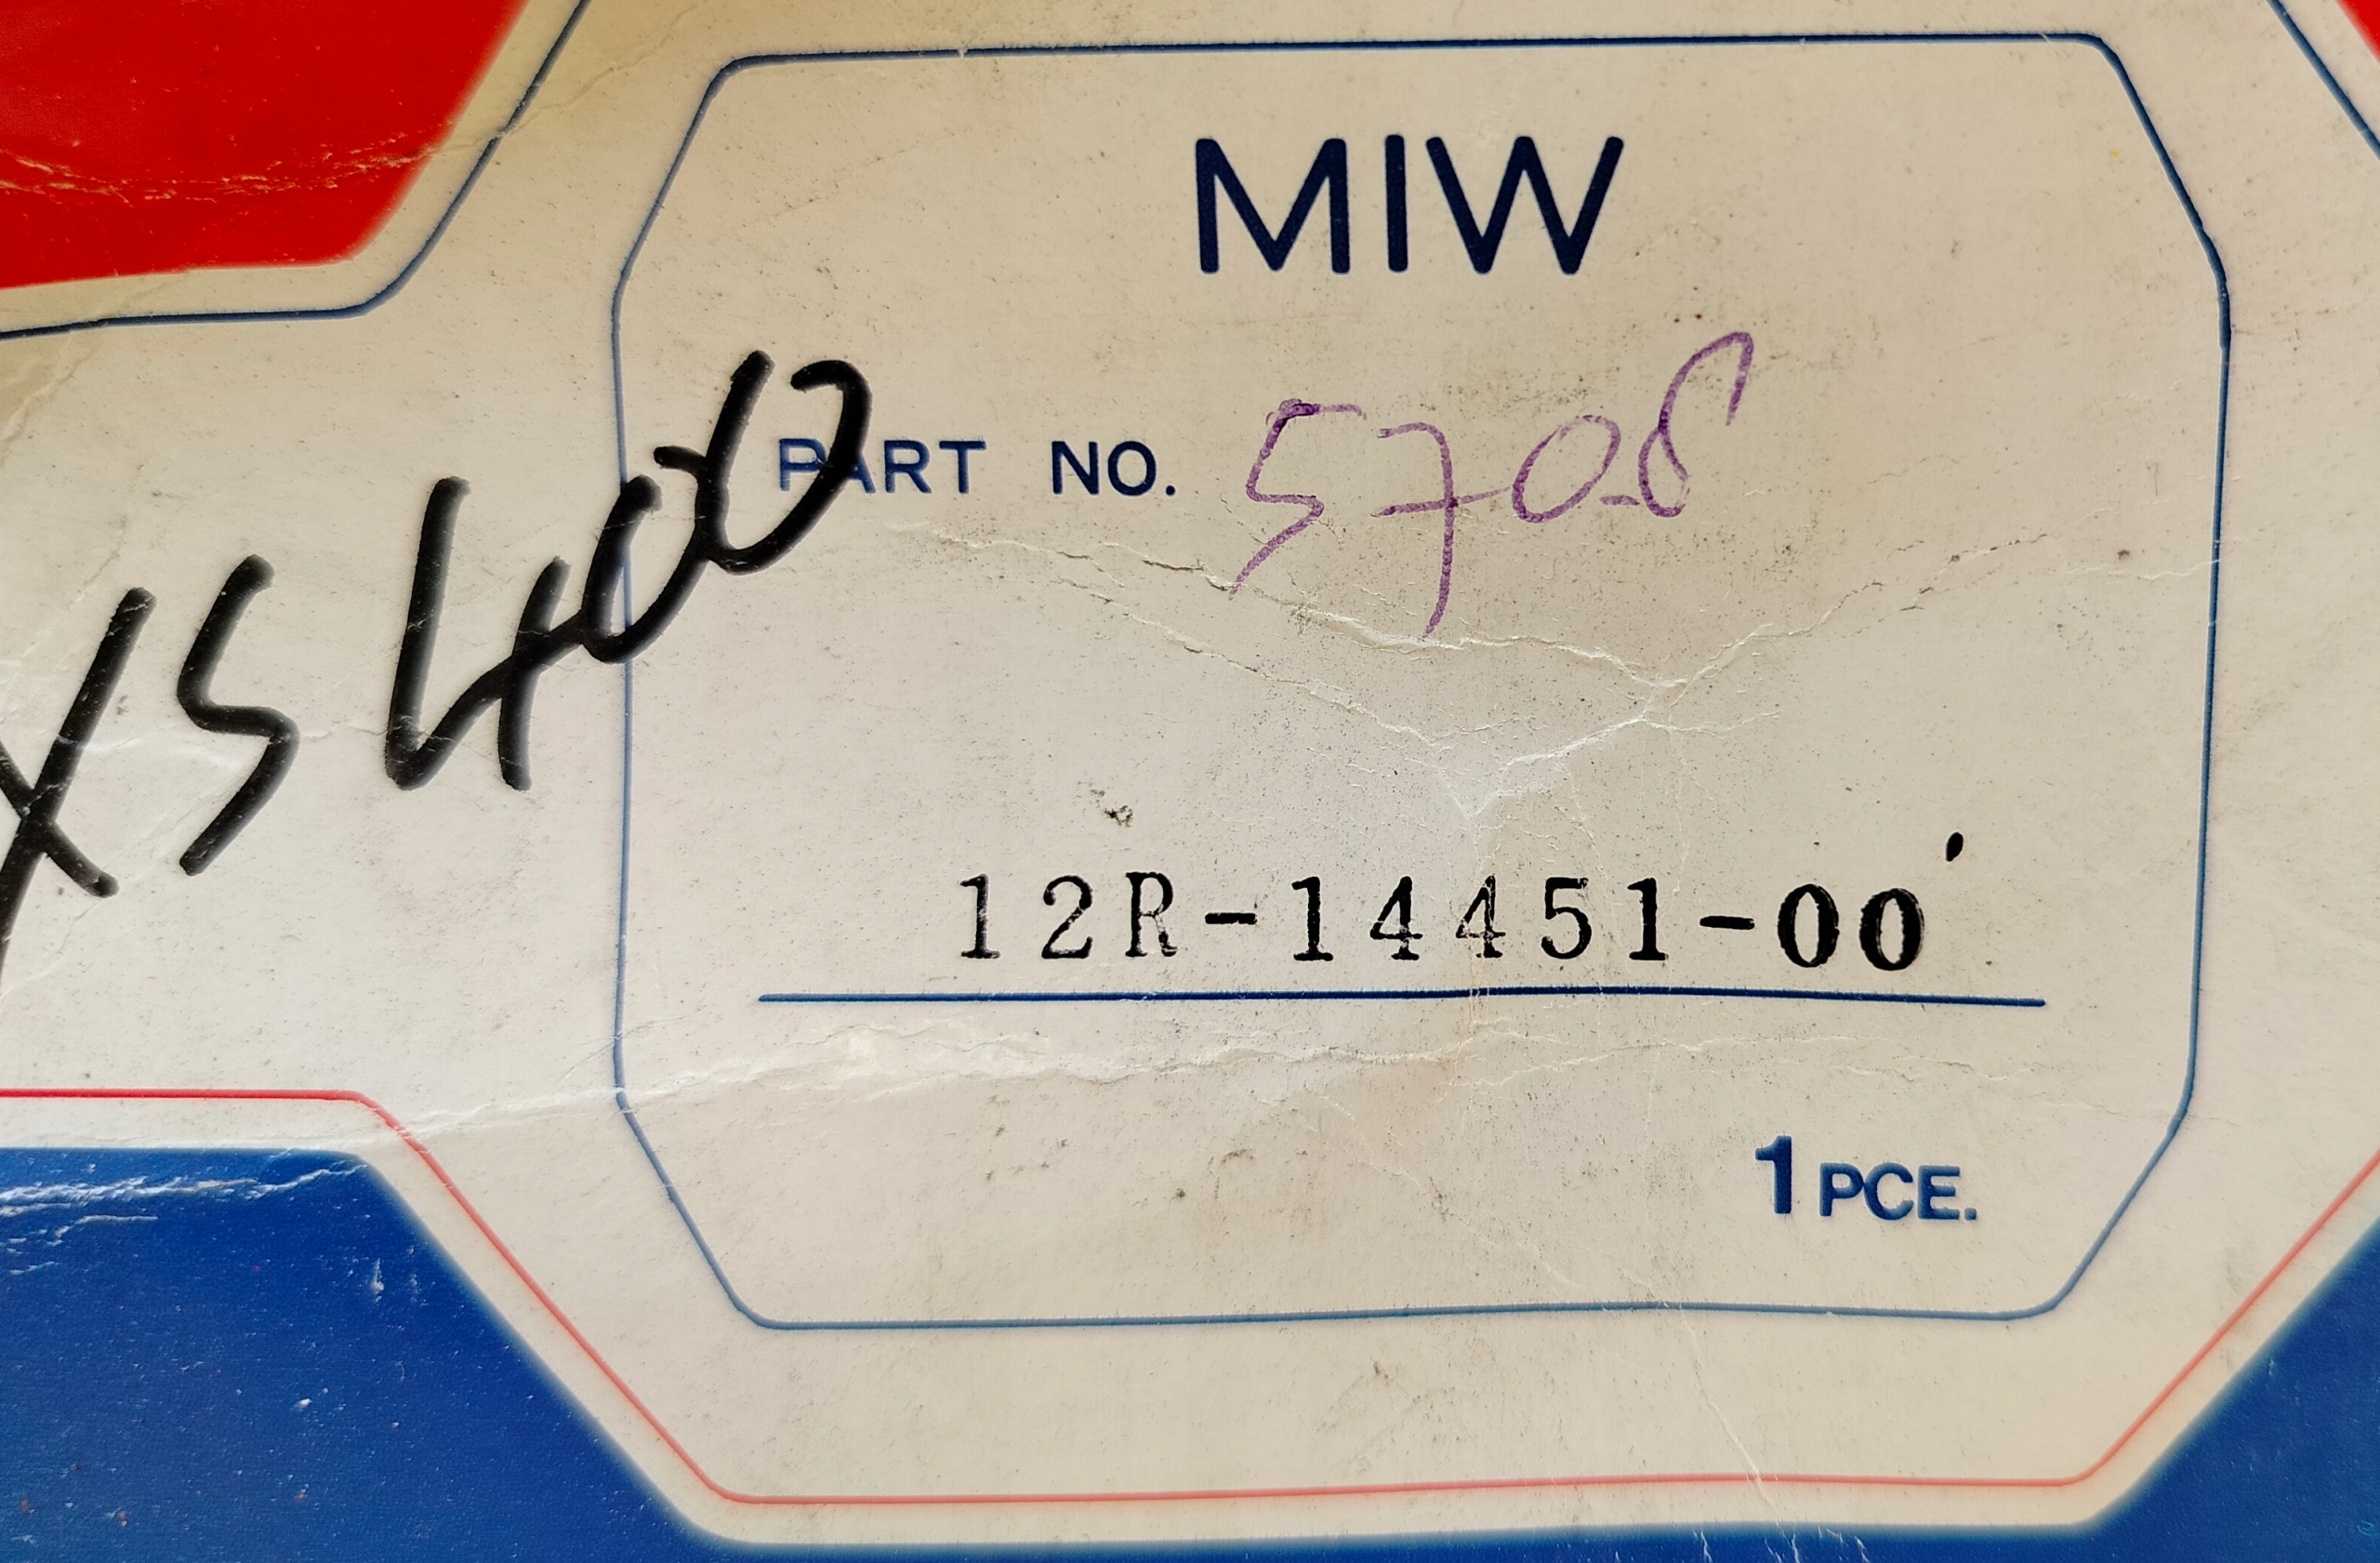 MIW
PART NO. 5708
XS400
12R-14451-00
1 PCE.